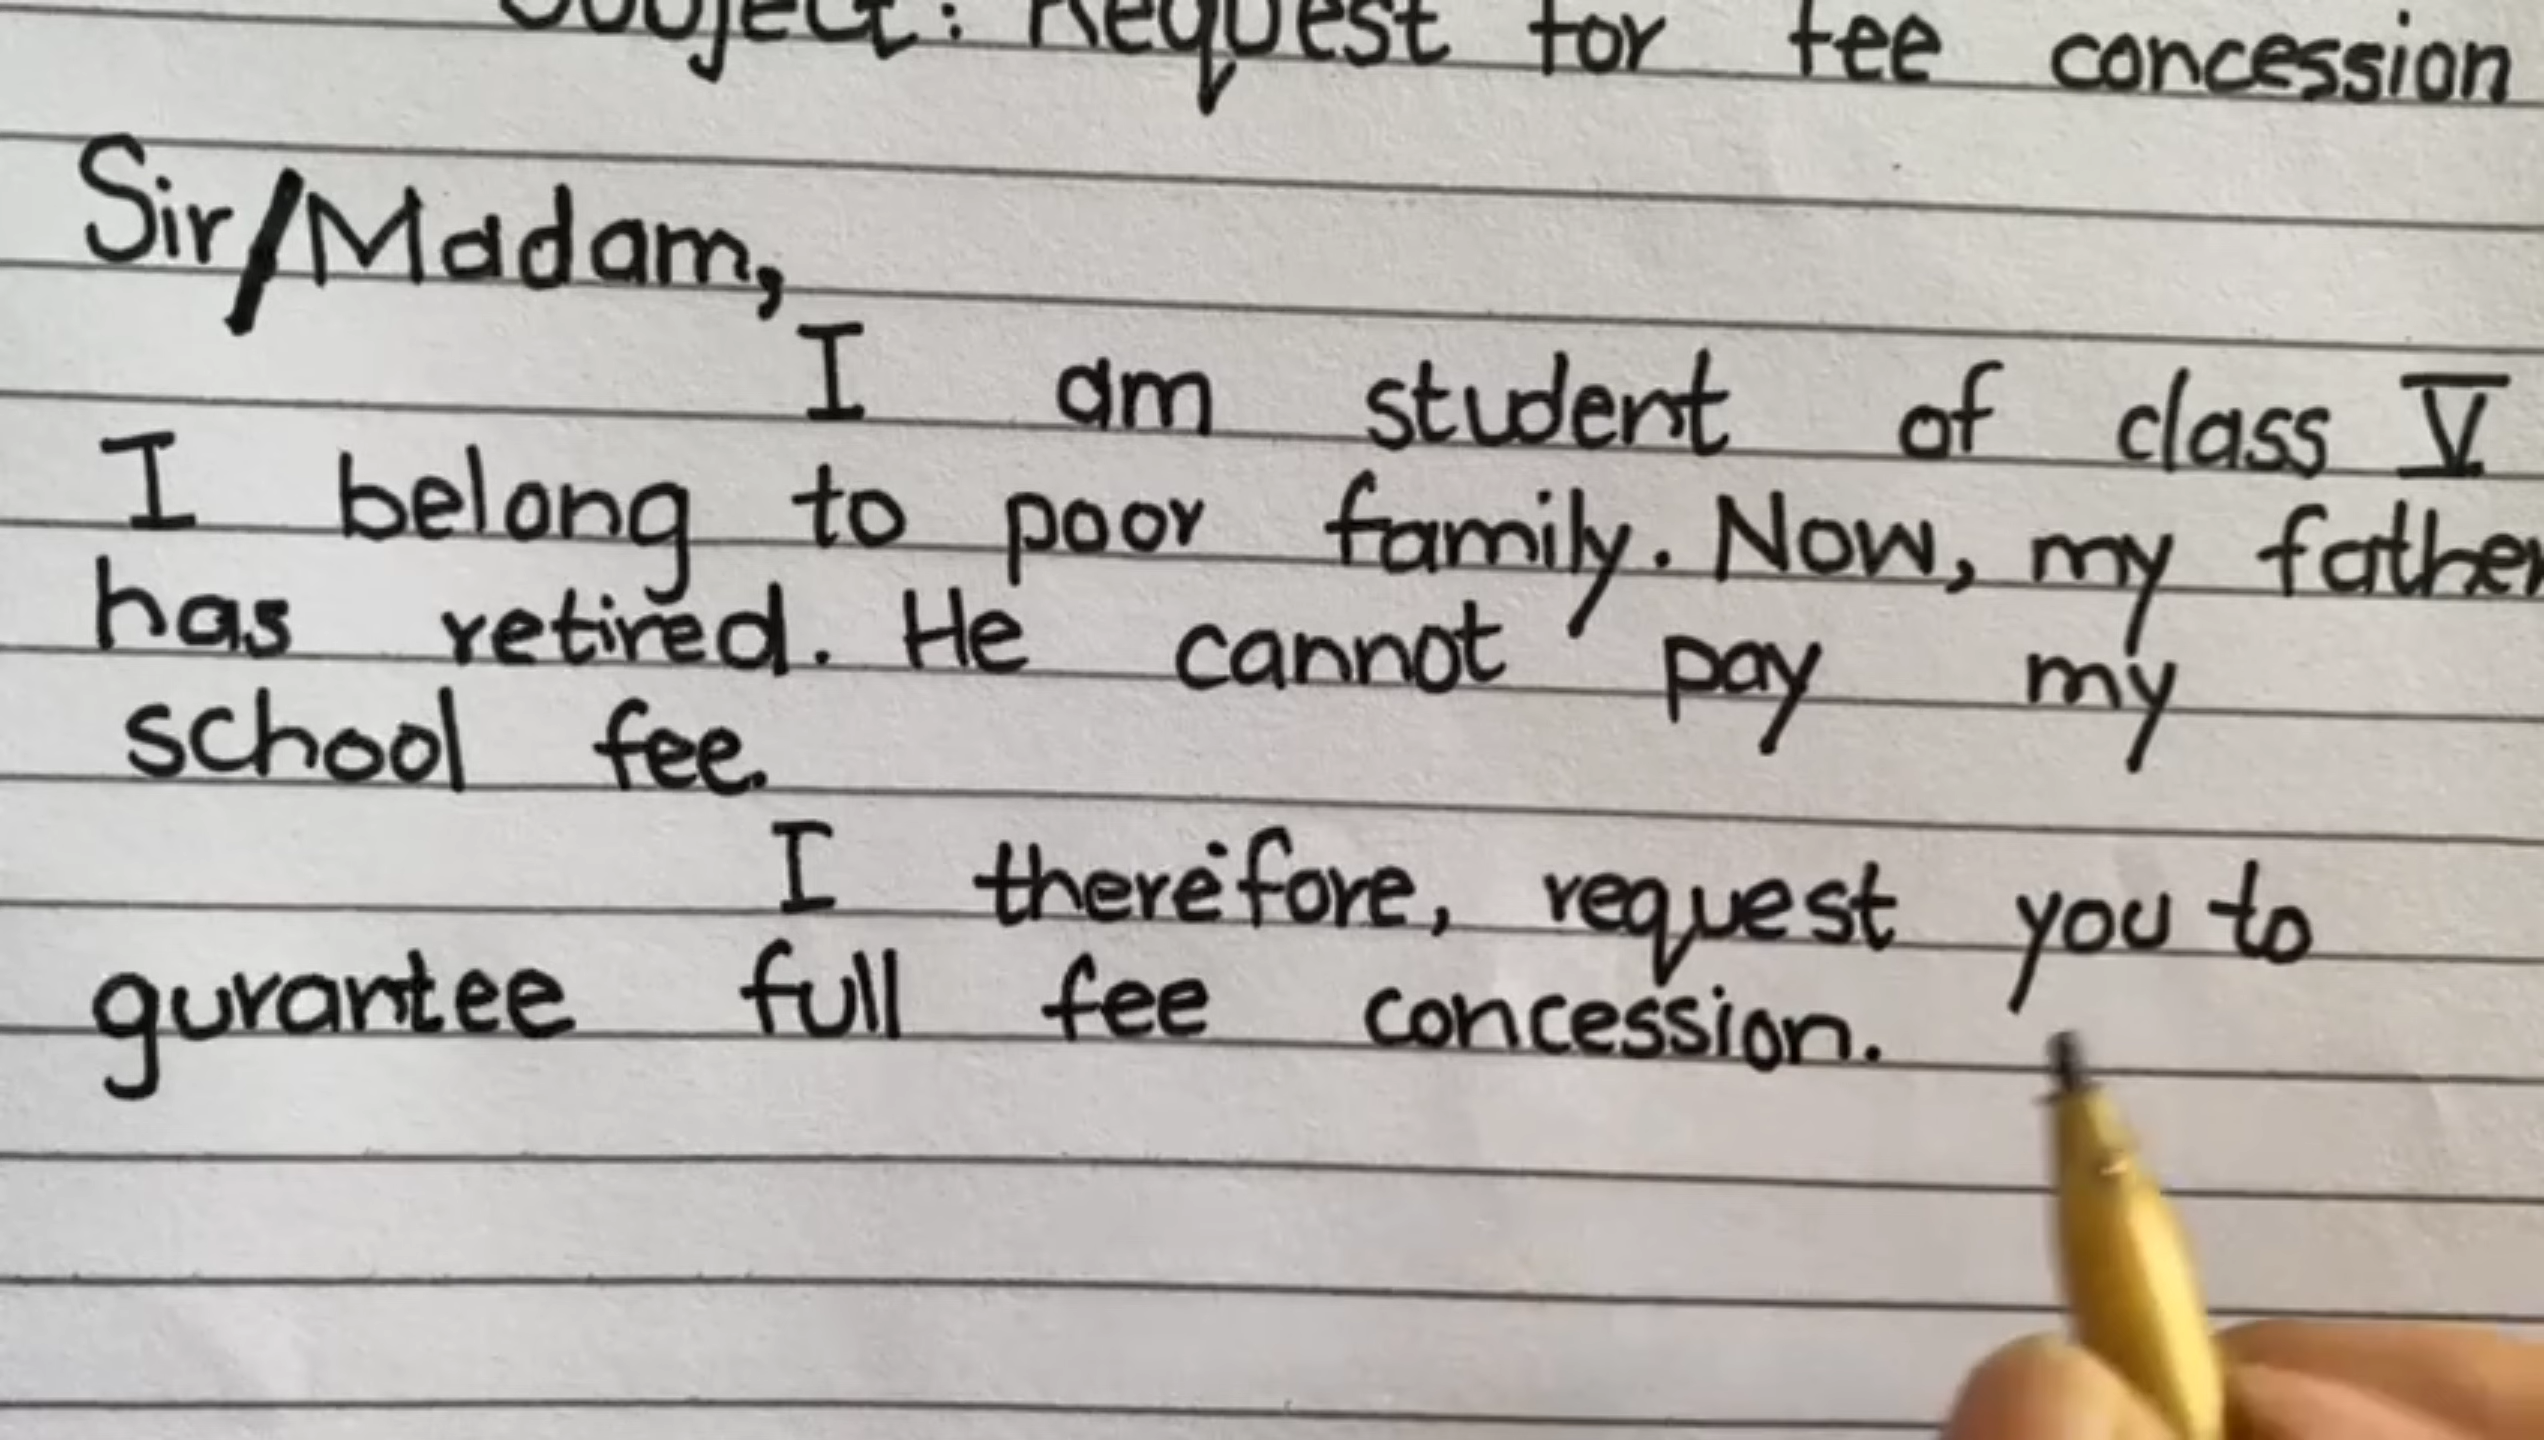 Subject: Request for fee concession
Sir/Madam,
I am student of class V
I belong to poor family. Now, my father
has retired. He cannot pay my
school fee.
I therefore, request you to
gurantee full fee concession.